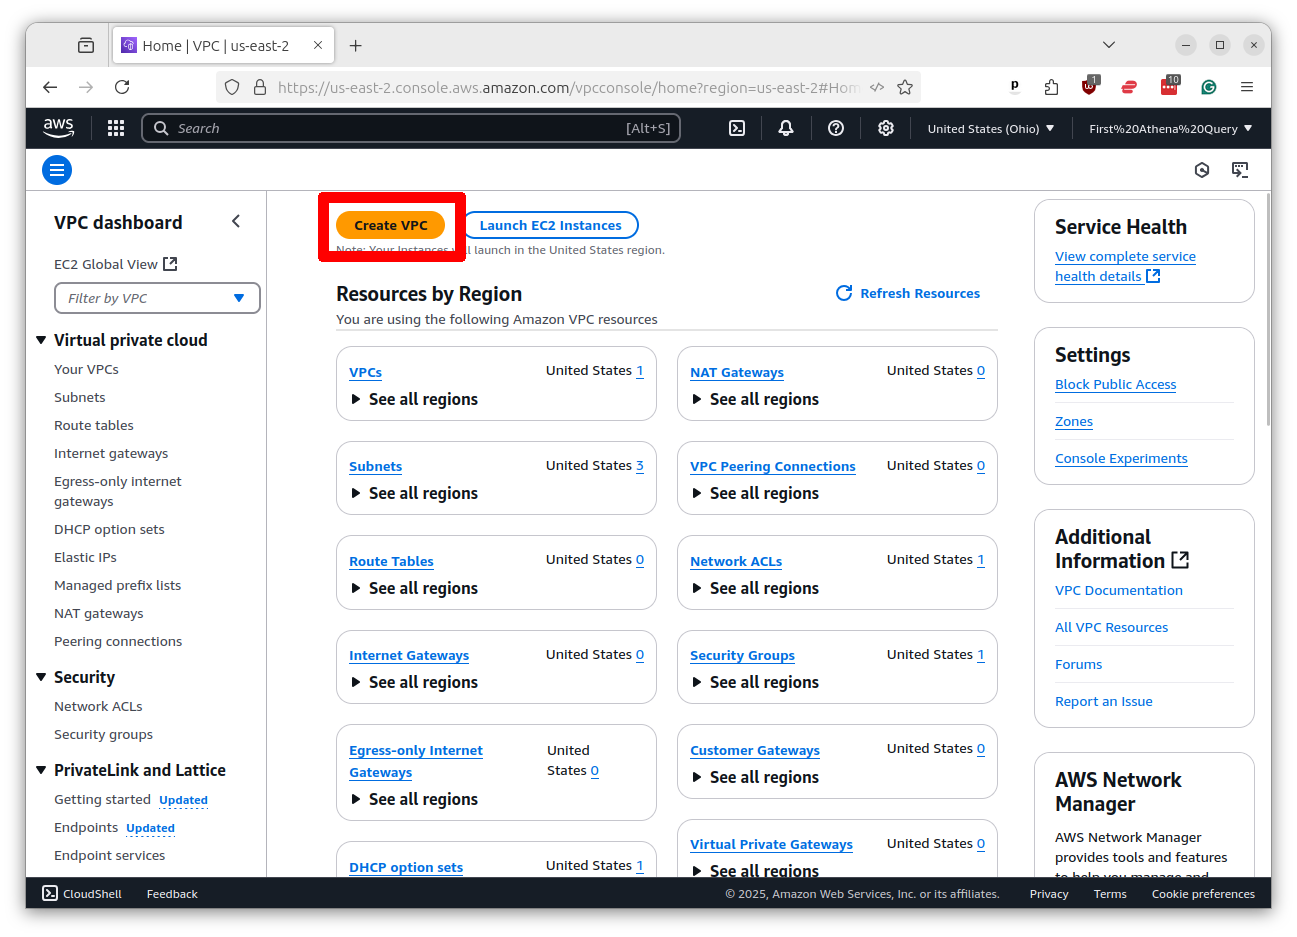 Home | VPC | us-east-2
https://us-east-2.console.aws.amazon.com/vpcconsole/home?region=us-east-2#Hom
1
10
aws
Search
[Alt+S]
United States (Ohio)
First%20Athena%20Query
VPC dashboard
EC2 Global View
Filter by VPC
Virtual private cloud
Your VPCs
Subnets
Route tables
Internet gateways
Egress-only internet
gateways
DHCP option sets
Elastic IPs
Managed prefix lists
NAT gateways
Peering connections
Security
Network ACLs
Security groups
PrivateLink and Lattice
Getting started Updated
Endpoints Updated
Endpoint services
Create VPC
Launch EC2 Instances
Note: Your Instances will launch in the United States region.
Resources by Region
Refresh Resources
You are using the following Amazon VPC resources
VPCs United States 1
See all regions
NAT Gateways United States 0
See all regions
Subnets United States 3
See all regions
VPC Peering Connections United States 0
See all regions
Route Tables United States 0
See all regions
Network ACLs United States 1
See all regions
Internet Gateways United States 0
See all regions
Security Groups United States 1
See all regions
Egress-only Internet
Gateways
United
States 0
See all regions
Customer Gateways United States 0
See all regions
DHCP option sets United States 1
Virtual Private Gateways United States 0
See all regions
Service Health
View complete service
health details
Settings
Block Public Access
Zones
Console Experiments
Additional
Information
VPC Documentation
All VPC Resources
Forums
Report an Issue
AWS Network
Manager
AWS Network Manager
provides tools and features
to help you manage and
CloudShell
Feedback
© 2025, Amazon Web Services, Inc. or its affiliates.
Privacy
Terms
Cookie preferences